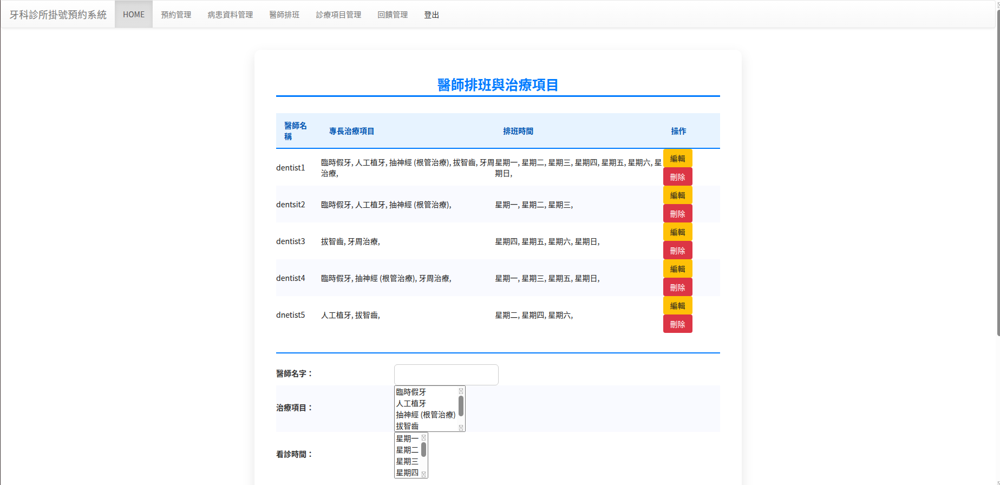 牙科診所掛號預約系統 HOME 預約管理 病患資料管理 醫師排班 診療項目管理 回饋管理 登出
醫師排班與治療項目
醫師名稱 專長治療項目 排班時間 操作
dentist1 臨時假牙, 人工植牙, 抽神經 (根管治療), 拔智齒, 牙周治療, 星期一, 星期二, 星期三, 星期四, 星期五, 星期六, 星期日, 編輯 刪除
dentsit2 臨時假牙, 人工植牙, 抽神經 (根管治療), 星期一, 星期二, 星期三, 編輯 刪除
dentist3 拔智齒, 牙周治療, 星期四, 星期五, 星期六, 星期日, 編輯 刪除
dentist4 臨時假牙, 抽神經 (根管治療), 牙周治療, 星期一, 星期三, 星期五, 星期日, 編輯 刪除
dnetist5 人工植牙, 拔智齒, 星期二, 星期四, 星期六, 編輯 刪除
醫師名字：
治療項目：
臨時假牙
人工植牙
抽神經 (根管治療)
拔智齒
看診時間：
星期一
星期二
星期三
星期四